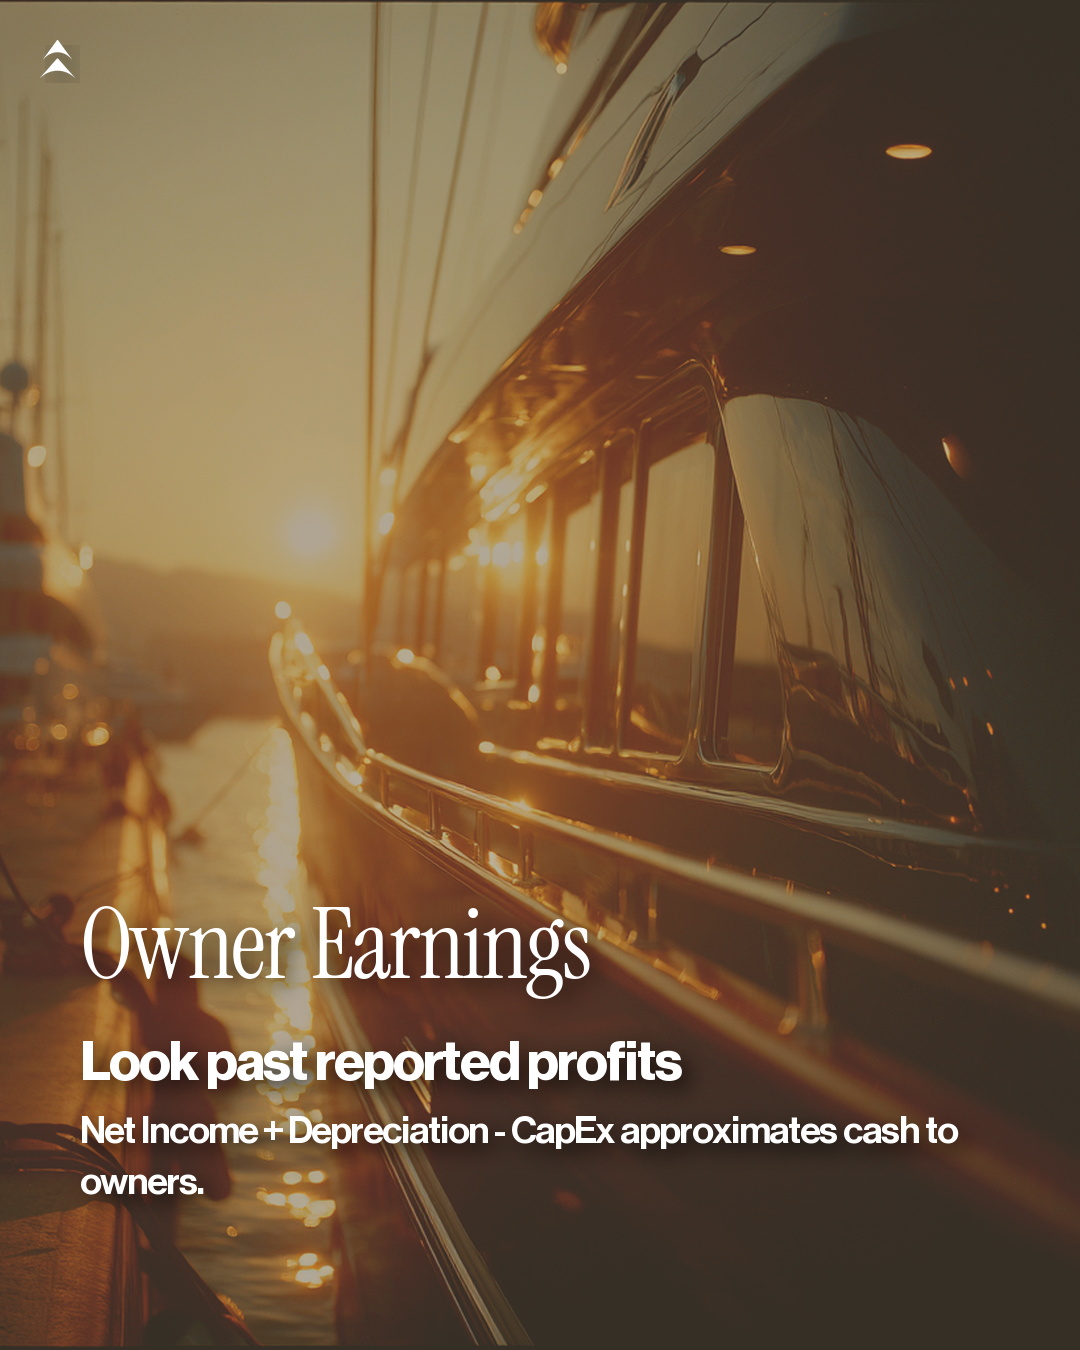 Owner Earnings
Look past reported profits
Net Income + Depreciation - CapEx approximates cash to
owners.